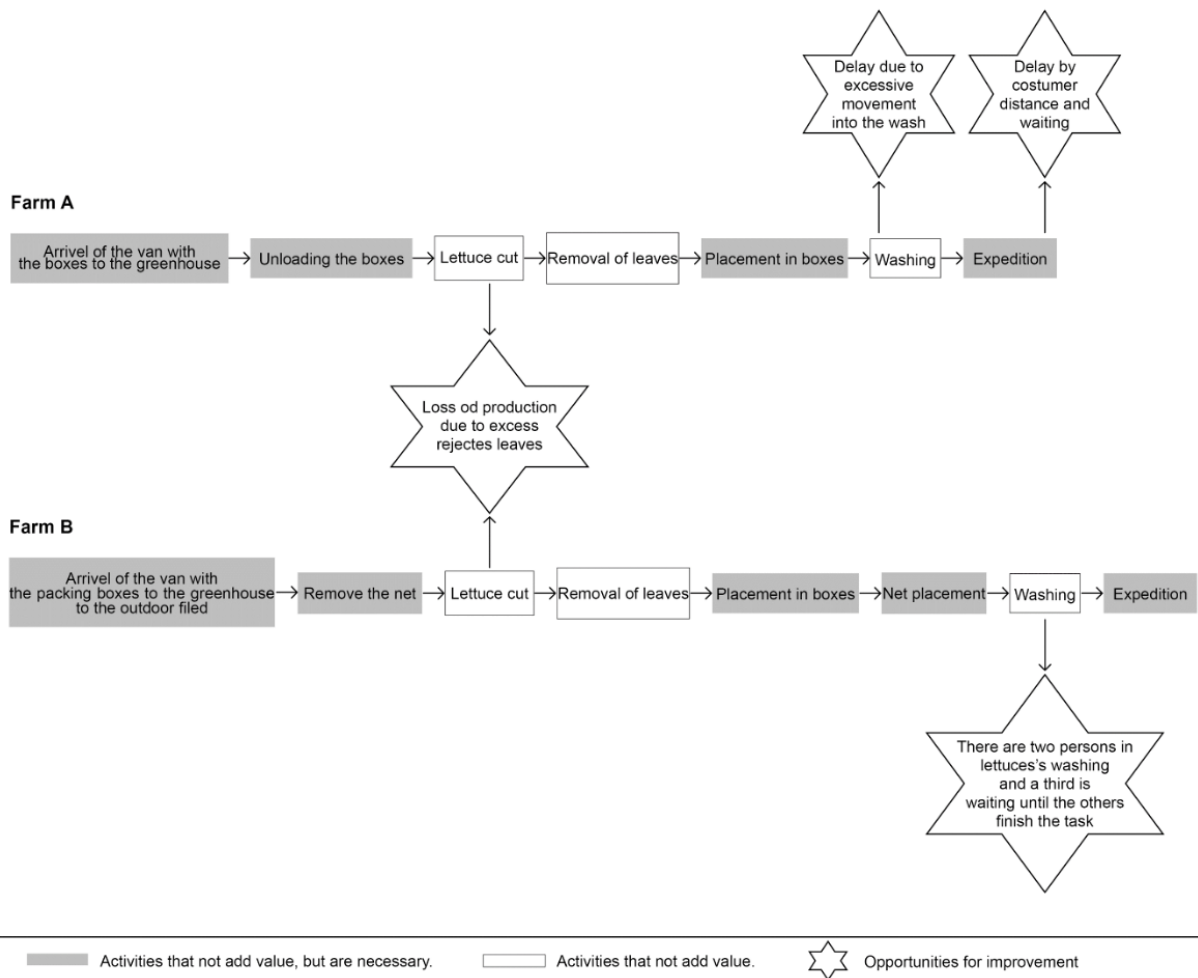 Delay due to
excessive
movement
into the wash
Delay by
costumer
distance and
waiting
Farm A
Arrivel of the van with
the boxes to the greenhouse
Unloading the boxes
Lettuce cut
Removal of leaves
Placement in boxes
Washing
Expedition
Loss od production
due to excess
rejectes leaves
Farm B
Arrivel of the van with
the packing boxes to the greenhouse
to the outdoor filed
Remove the net
Lettuce cut
Removal of leaves
Placement in boxes
Net placement
Washing
Expedition
There are two persons in
lettuces's washing
and a third is
waiting until the others
finish the task
Activities that not add value, but are necessary.
Activities that not add value.
Opportunities for improvement